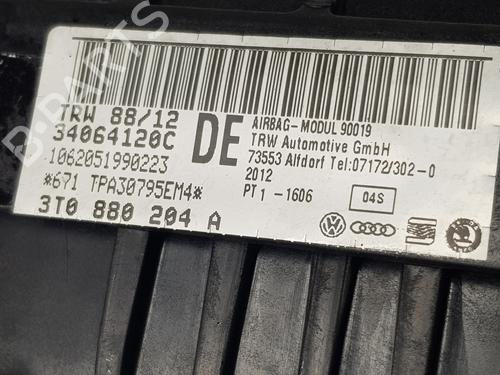 B-PARTS
TRW 88/12
34064120C
1062051990223
*671 TPA30795EM4*
3T0 880 204 A
DE
AIRBAG-MODUL 90019
TRW Automotive GmbH
73553 Alfdorf Tel:07172/302-0
2012
PT1-1606
04S